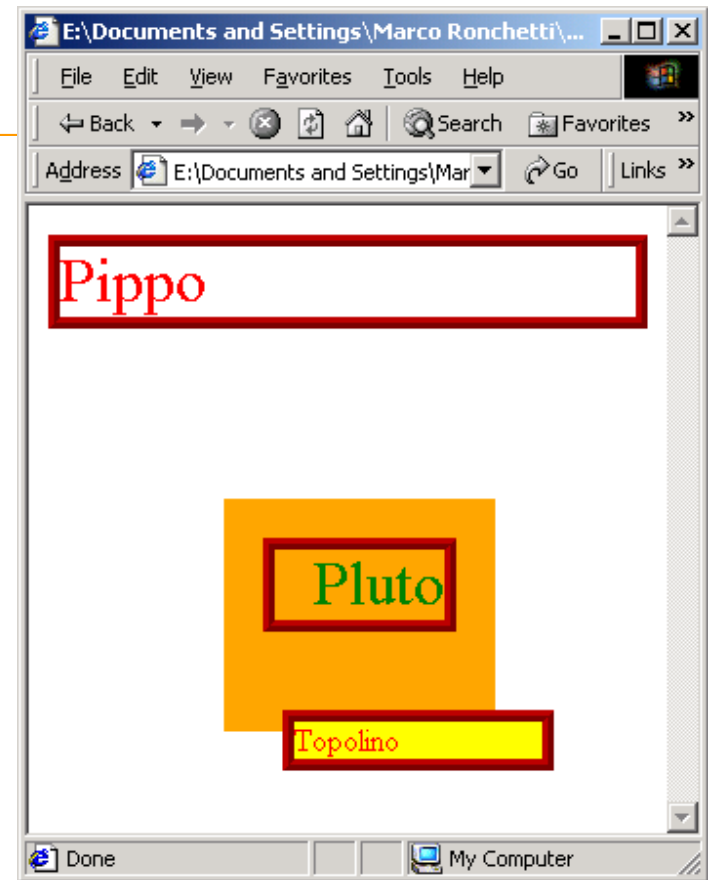 E:\Documents and Settings\Marco Ronchetti\...
File Edit View Favorites Tools Help
Back Search Favorites »
Address E:\Documents and Settings\Mar Go Links »
Pippo
Pluto
Topolino
Done My Computer